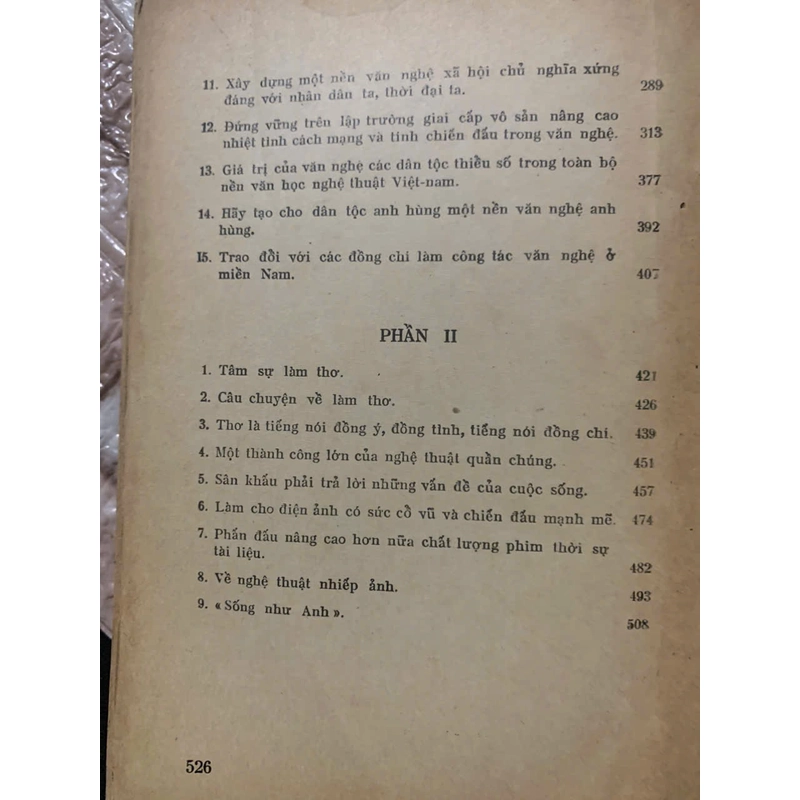 11. Xây dựng một nền văn nghệ xã hội chủ nghĩa xứng
đáng với nhân dân ta, thời đại ta. 289
12. Đứng vững trên lập trường giai cấp vô sản nâng cao
nhiệt tình cách mạng và tính chiến đấu trong văn nghệ. 313
13. Giá trị của văn nghệ các dân tộc thiểu số trong toàn bộ
nền văn học nghệ thuật Việt-nam. 377
14. Hãy tạo cho dân tộc anh hùng một nền văn nghệ anh
hùng. 392
15. Trao đổi với các đồng chí làm công tác văn nghệ ở
miền Nam. 407
PHẦN II
1. Tâm sự làm thơ. 421
2. Câu chuyện về làm thơ. 426
3. Thơ là tiếng nói đồng ý, đồng tình, tiếng nói đồng chí. 439
4. Một thành công lớn của nghệ thuật quần chúng. 451
5. Sân khấu phải trả lời những vấn đề của cuộc sống. 457
6. Làm cho điện ảnh có sức cổ vũ và chiến đấu mạnh mẽ. 474
7. Phấn đấu nâng cao hơn nữa chất lượng phim thời sự
tài liệu. 482
8. Về nghệ thuật nhiếp ảnh. 493
9. «Sống như Anh». 508
526